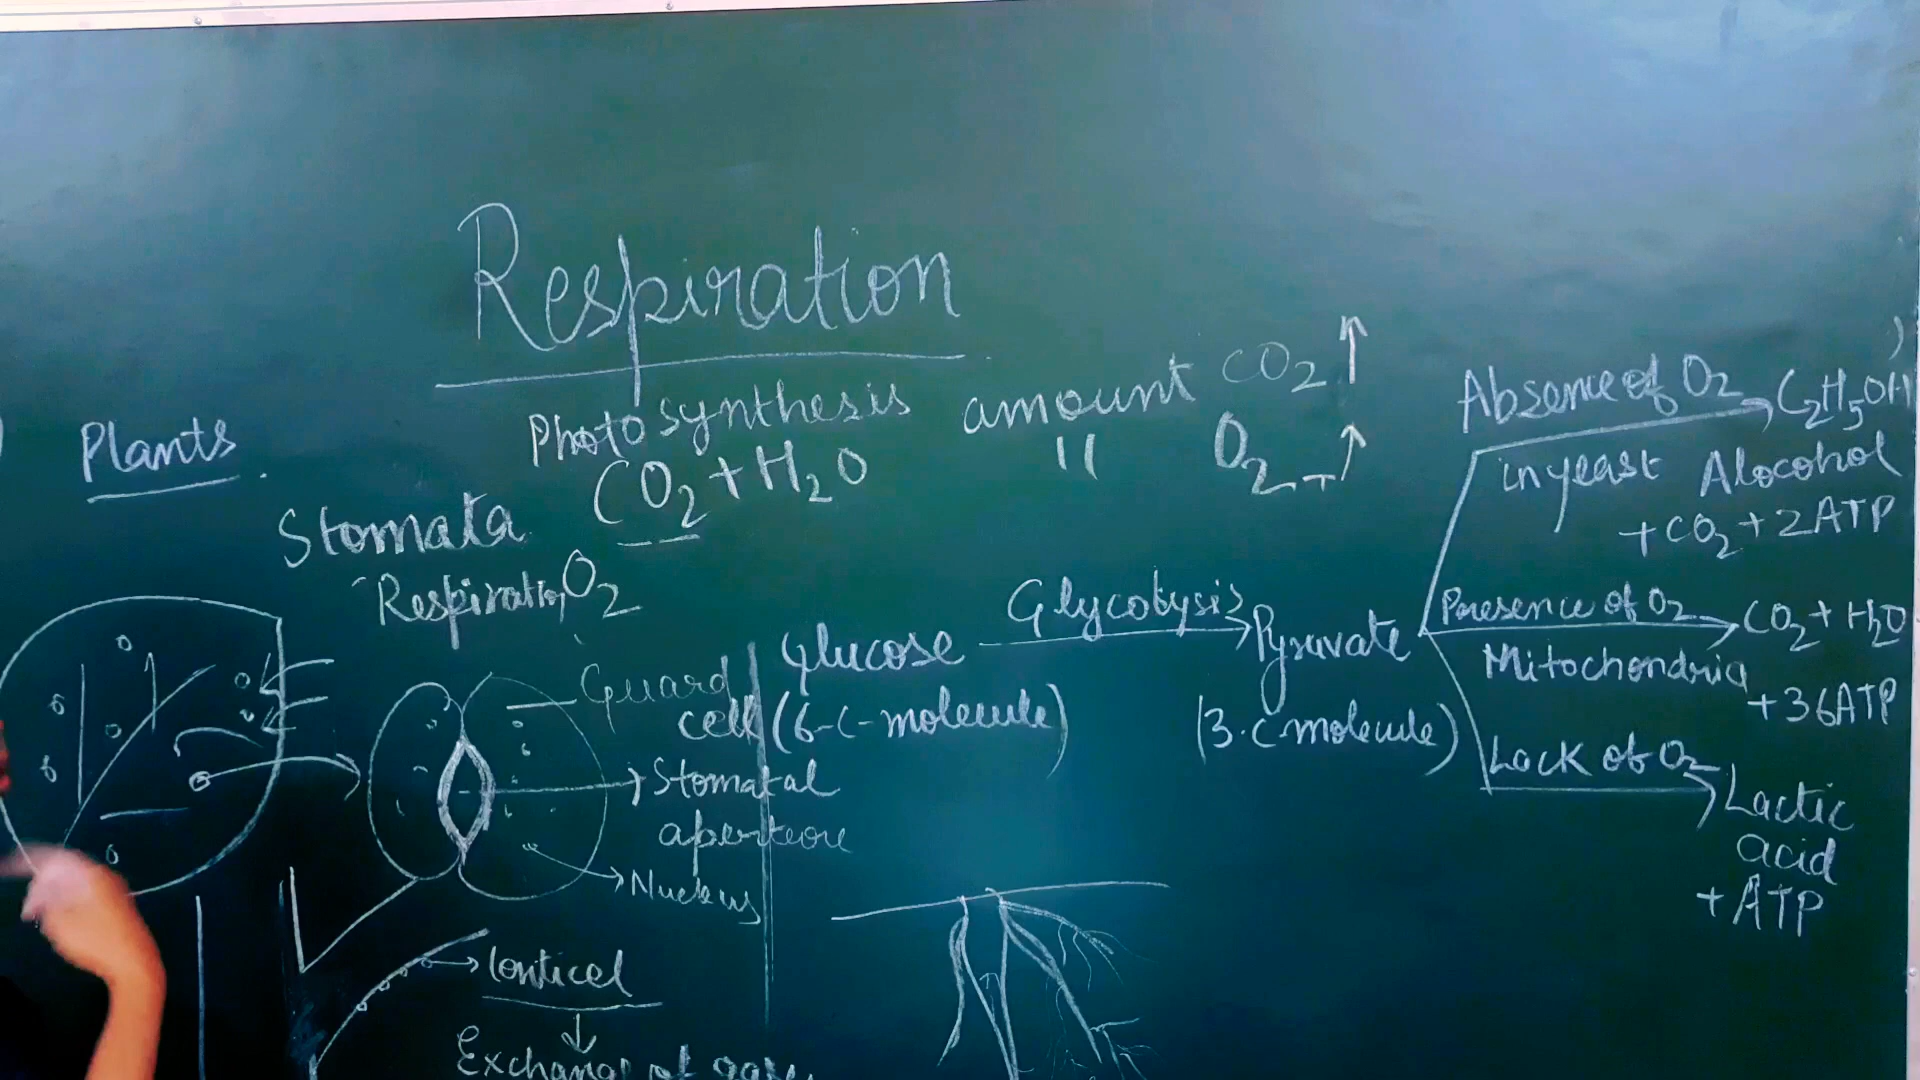 Respiration
Plants
Photosynthesis
CO2 + H2O
amount CO2 ↑
11 O2 ↑
Stomata
Respiration O2
Guard
cell
Stomatal
aperteore
Nucleus
lenticel
↓
Exchange of gases
Glucose
(6-C-molecule)
Glycolysis
Pyruvate
(3.C molecule)
Absence of O2 C2H5OH
in yeast Alocohol
+ CO2 + 2ATP
Presence of O2 CO2 + H2O
Mitochondria
+ 36ATP
Lack of O2
Lactic
acid
+ ATP